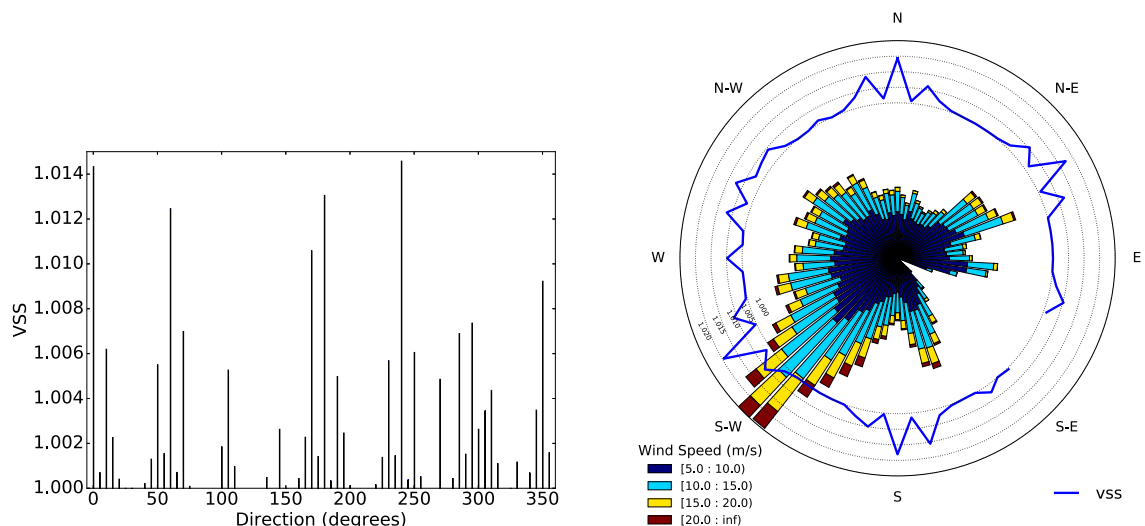 1.014
1.012
1.010
1.008
1.006
1.004
1.002
1.000
VSS
0 50 100 150 200 250 300 350
Direction (degrees)
N
N-W
N-E
W
E
1.000
1.005
1.010
1.015
1.020
S-W
S-E
S
Wind Speed (m/s)
[5.0 : 10.0)
[10.0 : 15.0)
[15.0 : 20.0)
[20.0 : inf)
VSS